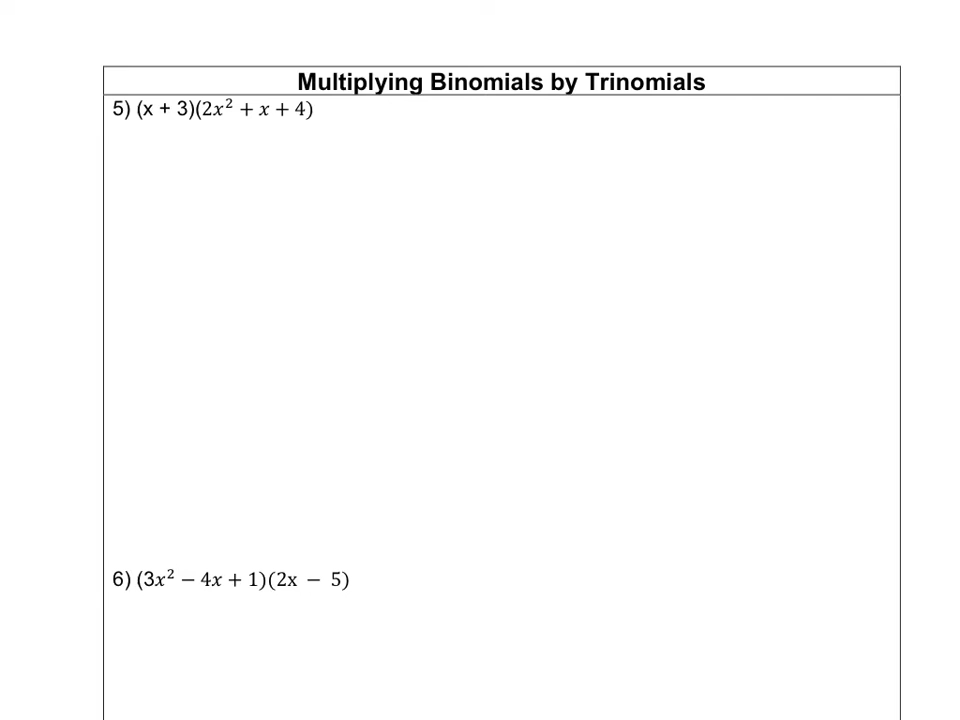 Multiplying Binomials by Trinomials
5) (x + 3)(2𝑥² + 𝑥 + 4)
6) (3𝑥² − 4𝑥 + 1)(2x − 5)